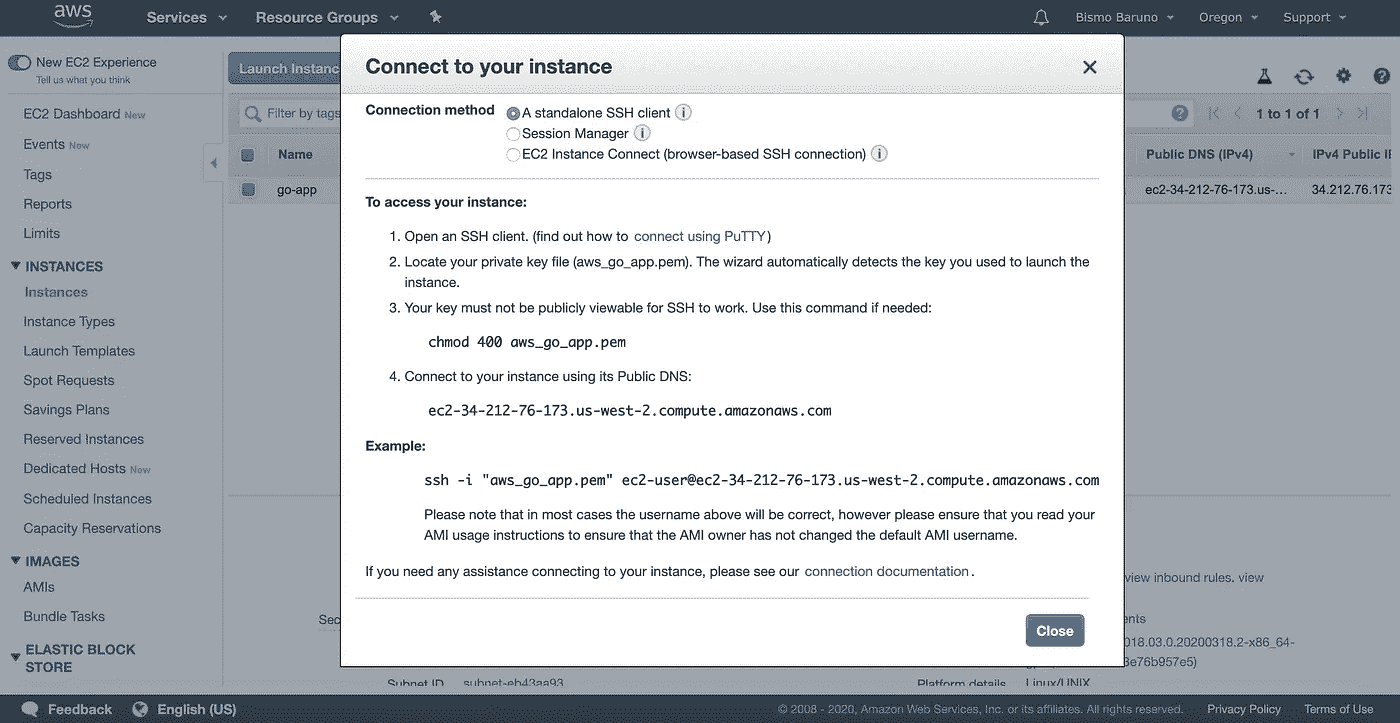 aws
Services
Resource Groups
Bismo Baruno
Oregon
Support
New EC2 Experience
Tell us what you think
EC2 Dashboard New
Events New
Tags
Reports
Limits
INSTANCES
Instances
Instance Types
Launch Templates
Spot Requests
Savings Plans
Reserved Instances
Dedicated Hosts New
Scheduled Instances
Capacity Reservations
IMAGES
AMIs
Bundle Tasks
ELASTIC BLOCK
STORE
Launch Instanc
Filter by tags
1 to 1 of 1
Name
Public DNS (IPv4)
IPv4 Public IP
go-app
ec2-34-212-76-173.us-...
34.212.76.173
Connect to your instance
Connection method
A standalone SSH client
Session Manager
EC2 Instance Connect (browser-based SSH connection)
To access your instance:
1. Open an SSH client. (find out how to connect using PuTTY)
2. Locate your private key file (aws_go_app.pem). The wizard automatically detects the key you used to launch the
instance.
3. Your key must not be publicly viewable for SSH to work. Use this command if needed:
chmod 400 aws_go_app.pem
4. Connect to your instance using its Public DNS:
ec2-34-212-76-173.us-west-2.compute.amazonaws.com
Example:
ssh -i "aws_go_app.pem" ec2-user@ec2-34-212-76-173.us-west-2.compute.amazonaws.com
Please note that in most cases the username above will be correct, however please ensure that you read your
AMI usage instructions to ensure that the AMI owner has not changed the default AMI username.
If you need any assistance connecting to your instance, please see our connection documentation.
Close
view inbound rules. view
Sec
ents
018.03.0.20200318.2-x86_64-
3e76b957e5)
Subnet ID subnet-eb43aa93
Platform details Linux/UNIX
Feedback
English (US)
© 2008 - 2020, Amazon Web Services, Inc. or its affiliates. All rights reserved.
Privacy Policy
Terms of Use